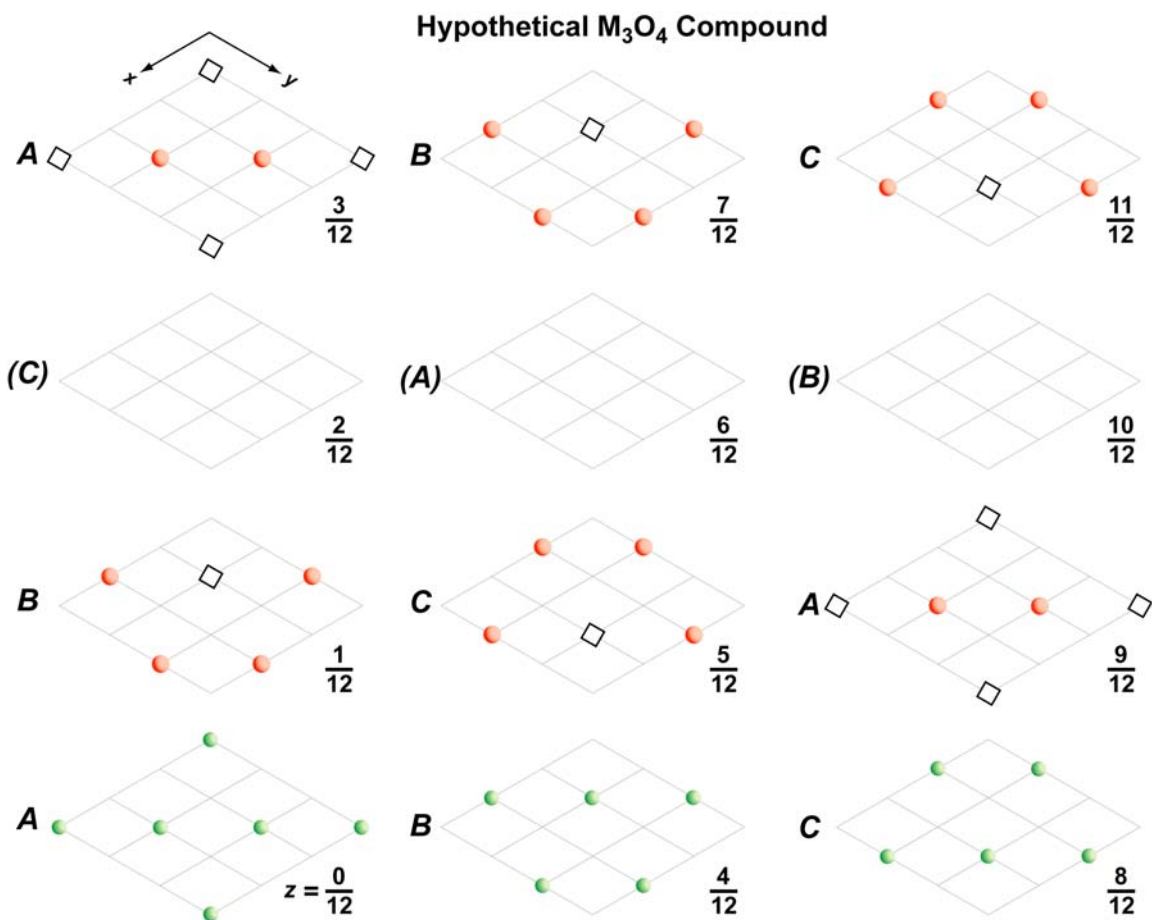 Hypothetical M₃O₄ Compound
x y
A 3/12
B 7/12
C 11/12
(C) 2/12
(A) 6/12
(B) 10/12
B 1/12
C 5/12
A 9/12
A z = 0/12
B 4/12
C 8/12